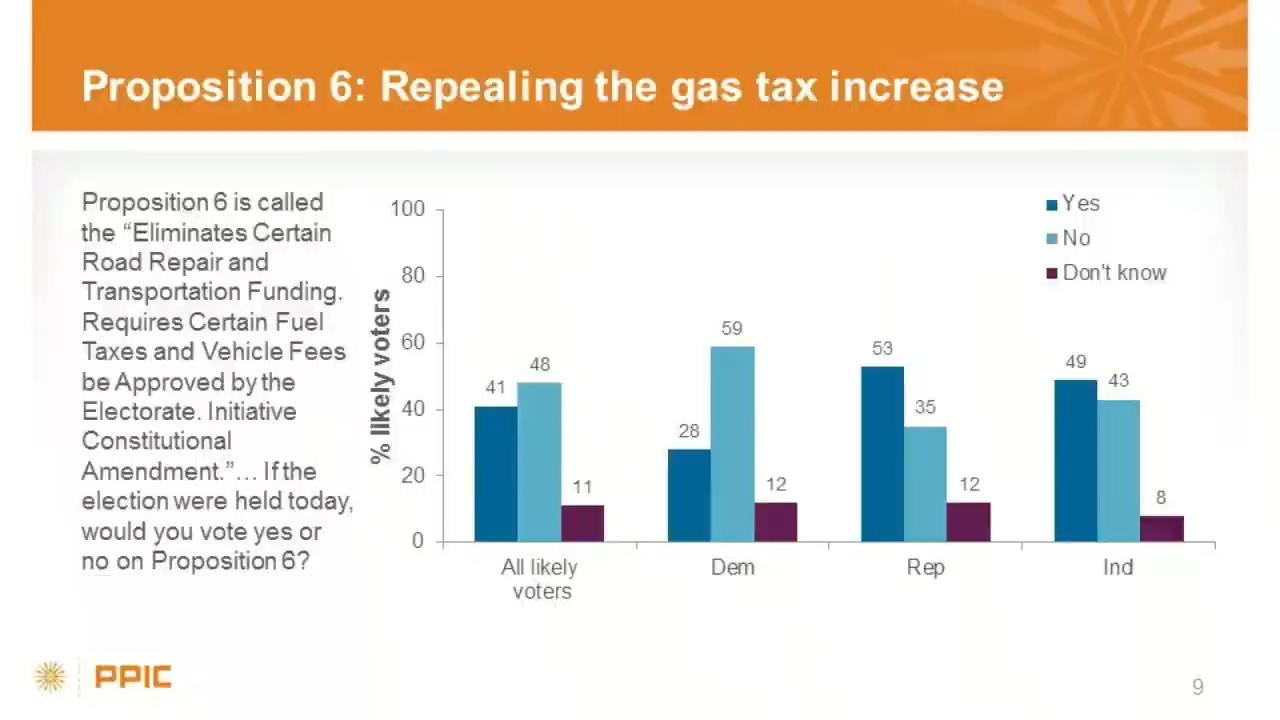 Proposition 6: Repealing the gas tax increase
Proposition 6 is called
the “Eliminates Certain
Road Repair and
Transportation Funding.
Requires Certain Fuel
Taxes and Vehicle Fees
be Approved by the
Electorate. Initiative
Constitutional
Amendment.”… If the
election were held today,
would you vote yes or
no on Proposition 6?
% likely voters
100
80
60
40
20
0
Yes
No
Don't know
41
48
11
28
59
12
53
35
12
49
43
8
All likely
voters
Dem
Rep
Ind
PPIC
9